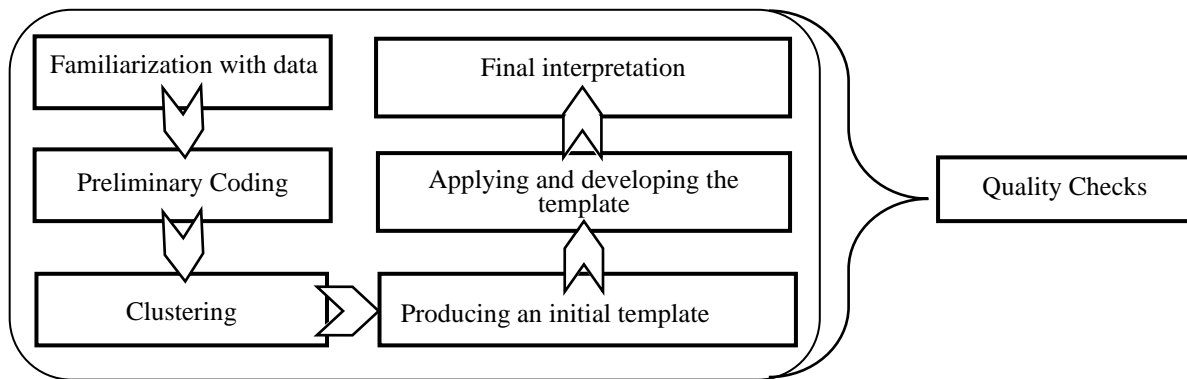 Familiarization with data
Preliminary Coding
Clustering
Producing an initial template
Applying and developing the
template
Final interpretation
Quality Checks